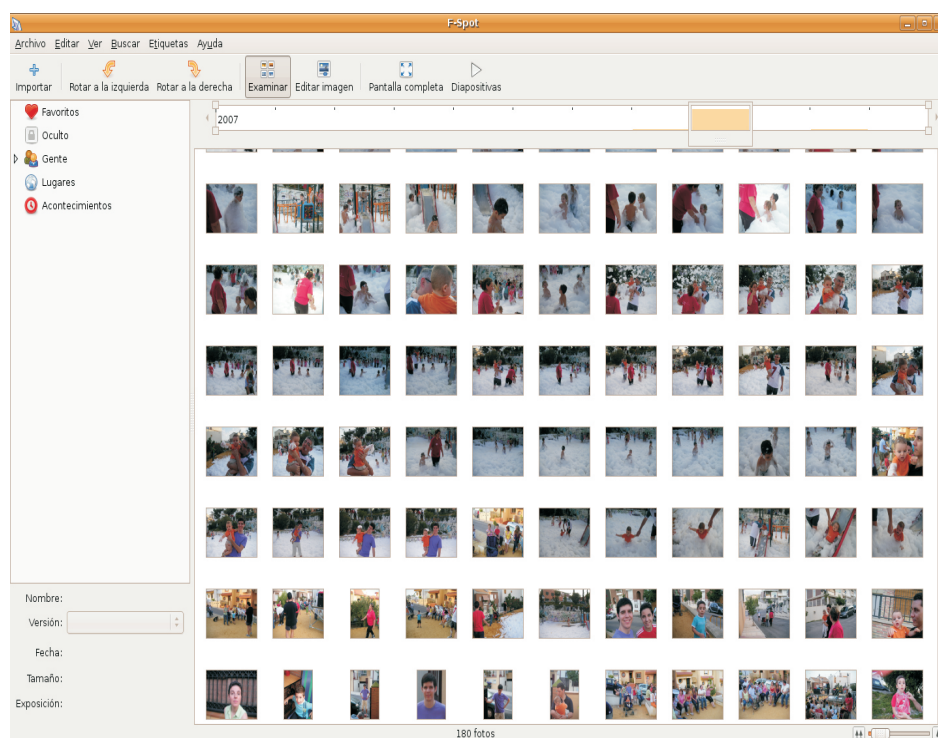 F-Spot
Archivo Editar Ver Buscar Etiquetas Ayuda
Importar Rotar a la izquierda Rotar a la derecha Examinar Editar imagen Pantalla completa Diapositivas
Favoritos
Oculto
Gente
Lugares
Acontecimientos
2007
Nombre:
Versión:
Fecha:
Tamaño:
Exposición:
180 fotos